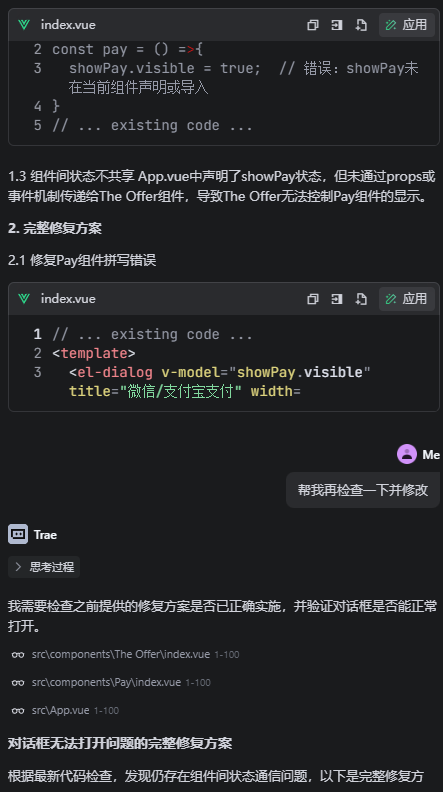 index.vue
应用
2 const pay = () =>{
3 showPay.visible = true; // 错误：showPay未
在当前组件声明或导入
4 }
5 // ... existing code ...
1.3 组件间状态不共享 App.vue中声明了showPay状态，但未通过props或
事件机制传递给The Offer组件，导致The Offer无法控制Pay组件的显示。
2. 完整修复方案
2.1 修复Pay组件拼写错误
index.vue
应用
1 // ... existing code ...
2 <template>
3 <el-dialog v-model="showPay.visible"
title="微信/支付宝支付" width=
Me
帮我再检查一下并修改
Trae
思考过程
我需要检查之前提供的修复方案是否已正确实施，并验证对话框是否能正常
打开。
src\components\The Offer\index.vue 1-100
src\components\Pay\index.vue 1-100
src\App.vue 1-100
对话框无法打开问题的完整修复方案
根据最新代码检查，发现仍存在组件间状态通信问题，以下是完整修复方